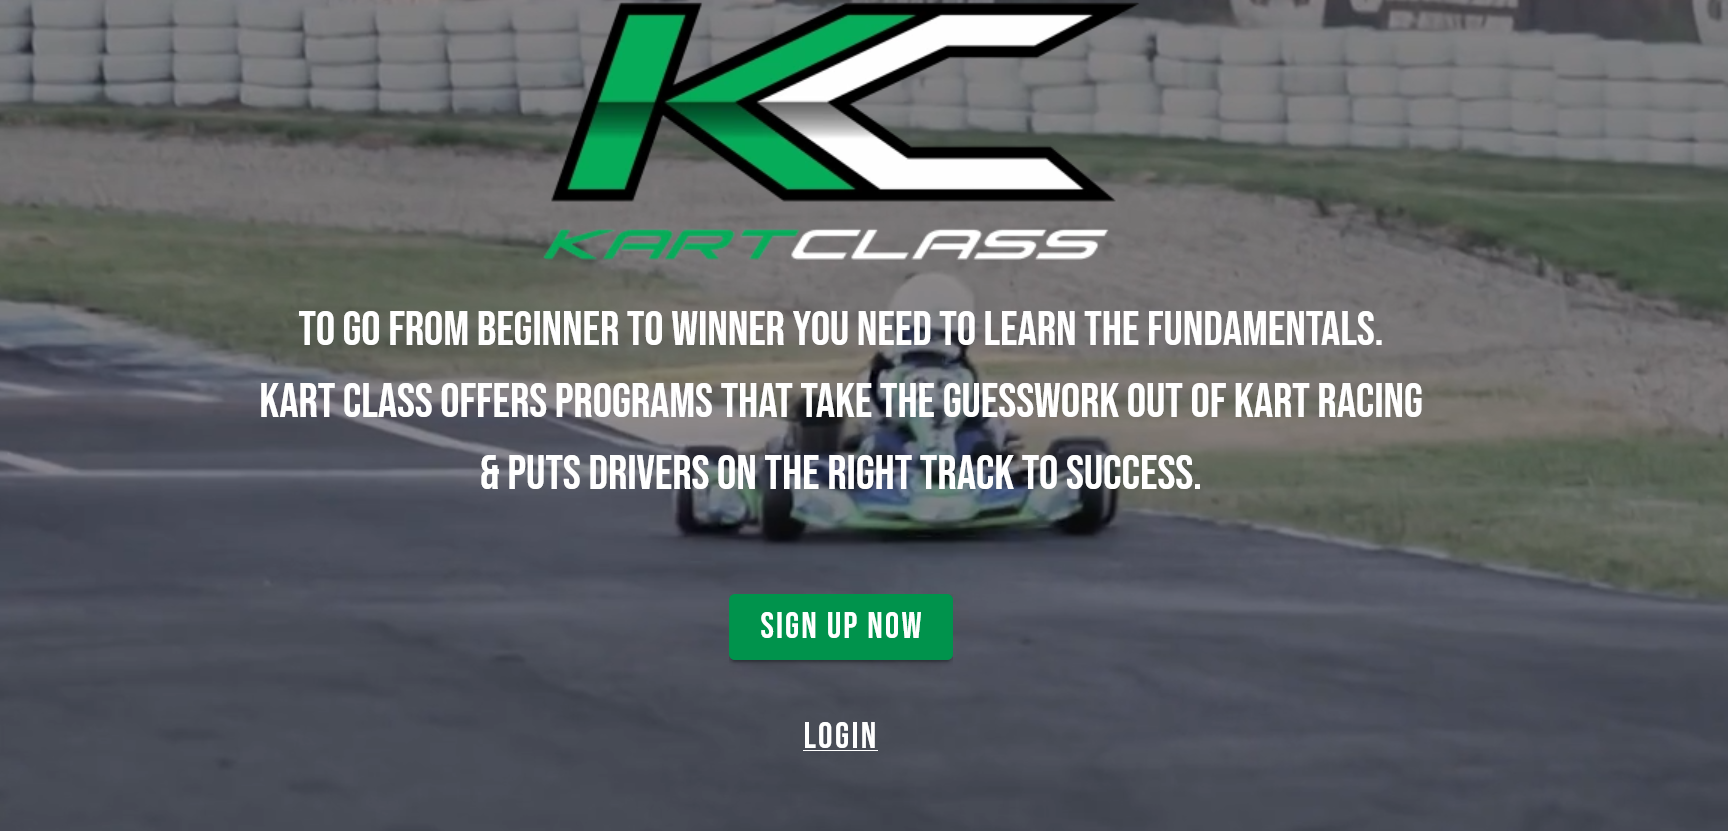 KC
KARTCLASS
TO GO FROM BEGINNER TO WINNER YOU NEED TO LEARN THE FUNDAMENTALS.
KART CLASS OFFERS PROGRAMS THAT TAKE THE GUESSWORK OUT OF KART RACING
& PUTS DRIVERS ON THE RIGHT TRACK TO SUCCESS.
SIGN UP NOW
LOGIN